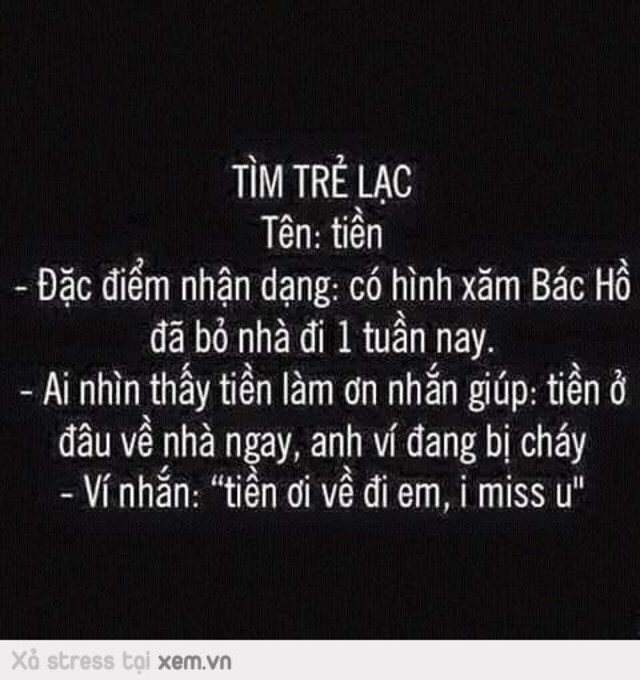 TÌM TRẺ LẠC
Tên: tiền
- Đặc điểm nhận dạng: có hình xăm Bác Hồ
đã bỏ nhà đi 1 tuần nay.
- Ai nhìn thấy tiền làm ơn nhắn giúp: tiền ở
đâu về nhà ngay, anh ví đang bị cháy
- Ví nhắn: “tiền ơi về đi em, i miss u"
Xả stress tại xem.vn